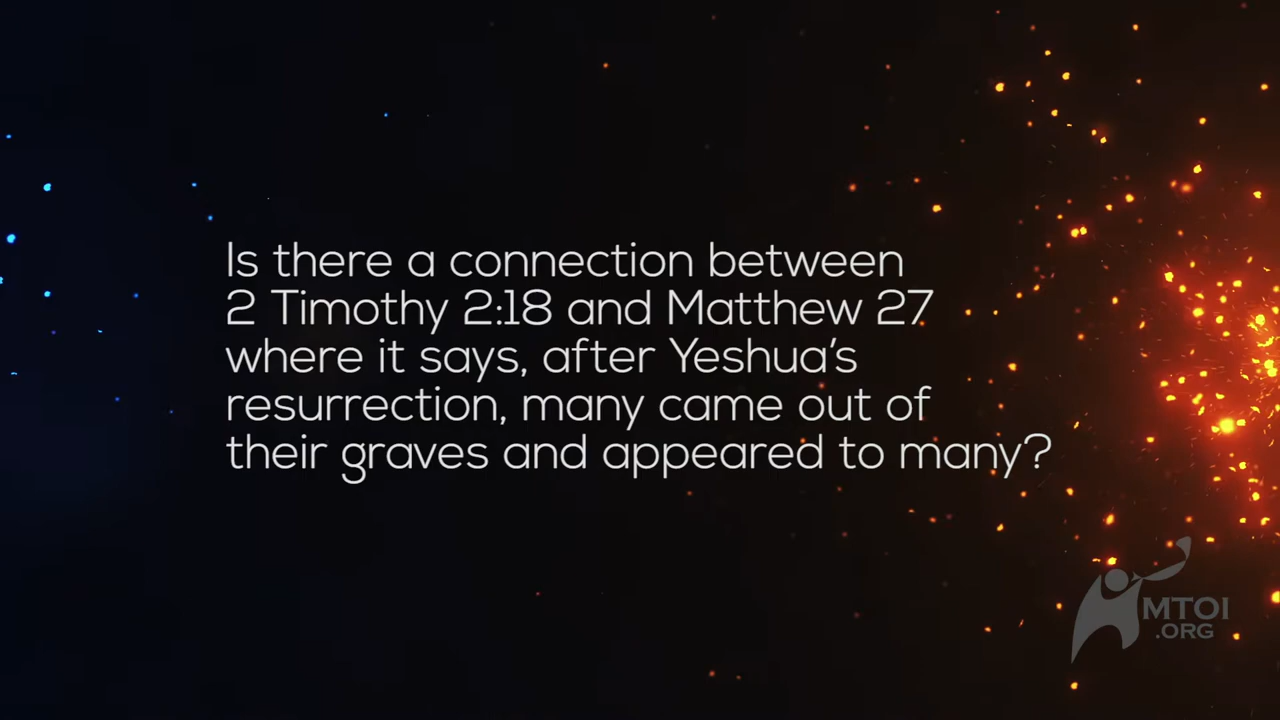 Is there a connection between
2 Timothy 2:18 and Matthew 27
where it says, after Yeshua's
resurrection, many came out of
their graves and appeared to many?
MTOI
.ORG